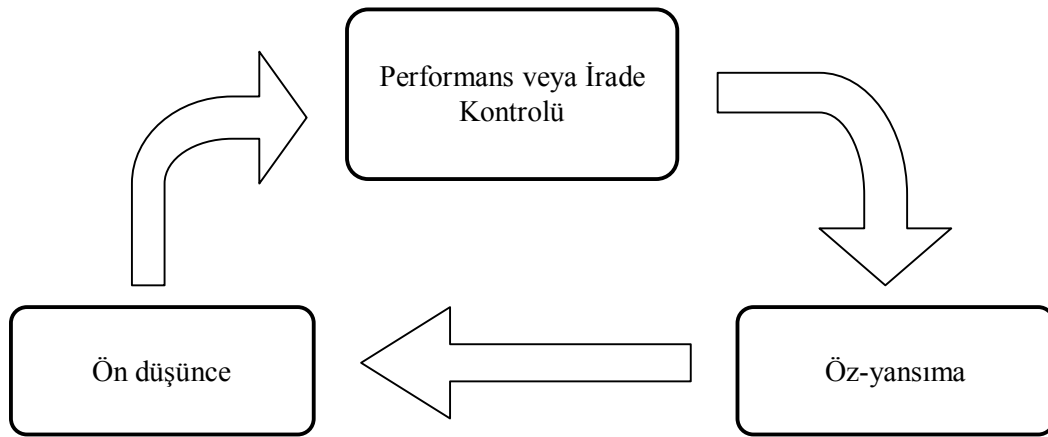 Performans veya İrade
Kontrolü
Ön düşünce
Öz-yansıma